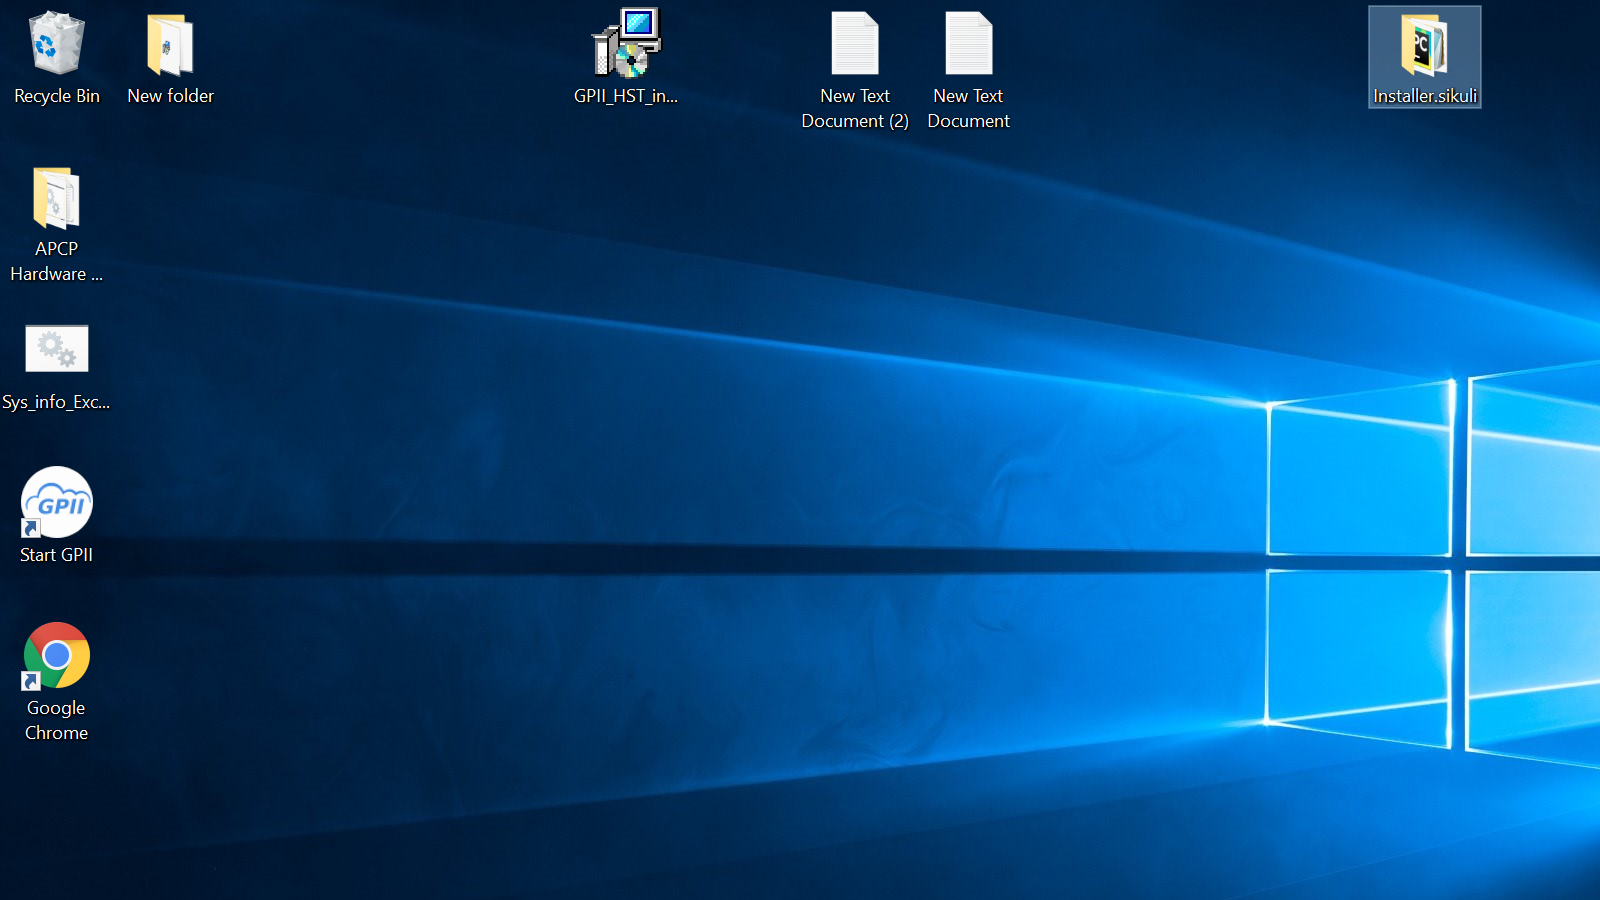 Recycle Bin
New folder
GPII_HST_in...
New Text
Document (2)
New Text
Document
PC
Installer.sikuli
APCP
Hardware ...
Sys_info_Exc...
GPII
Start GPII
Google
Chrome